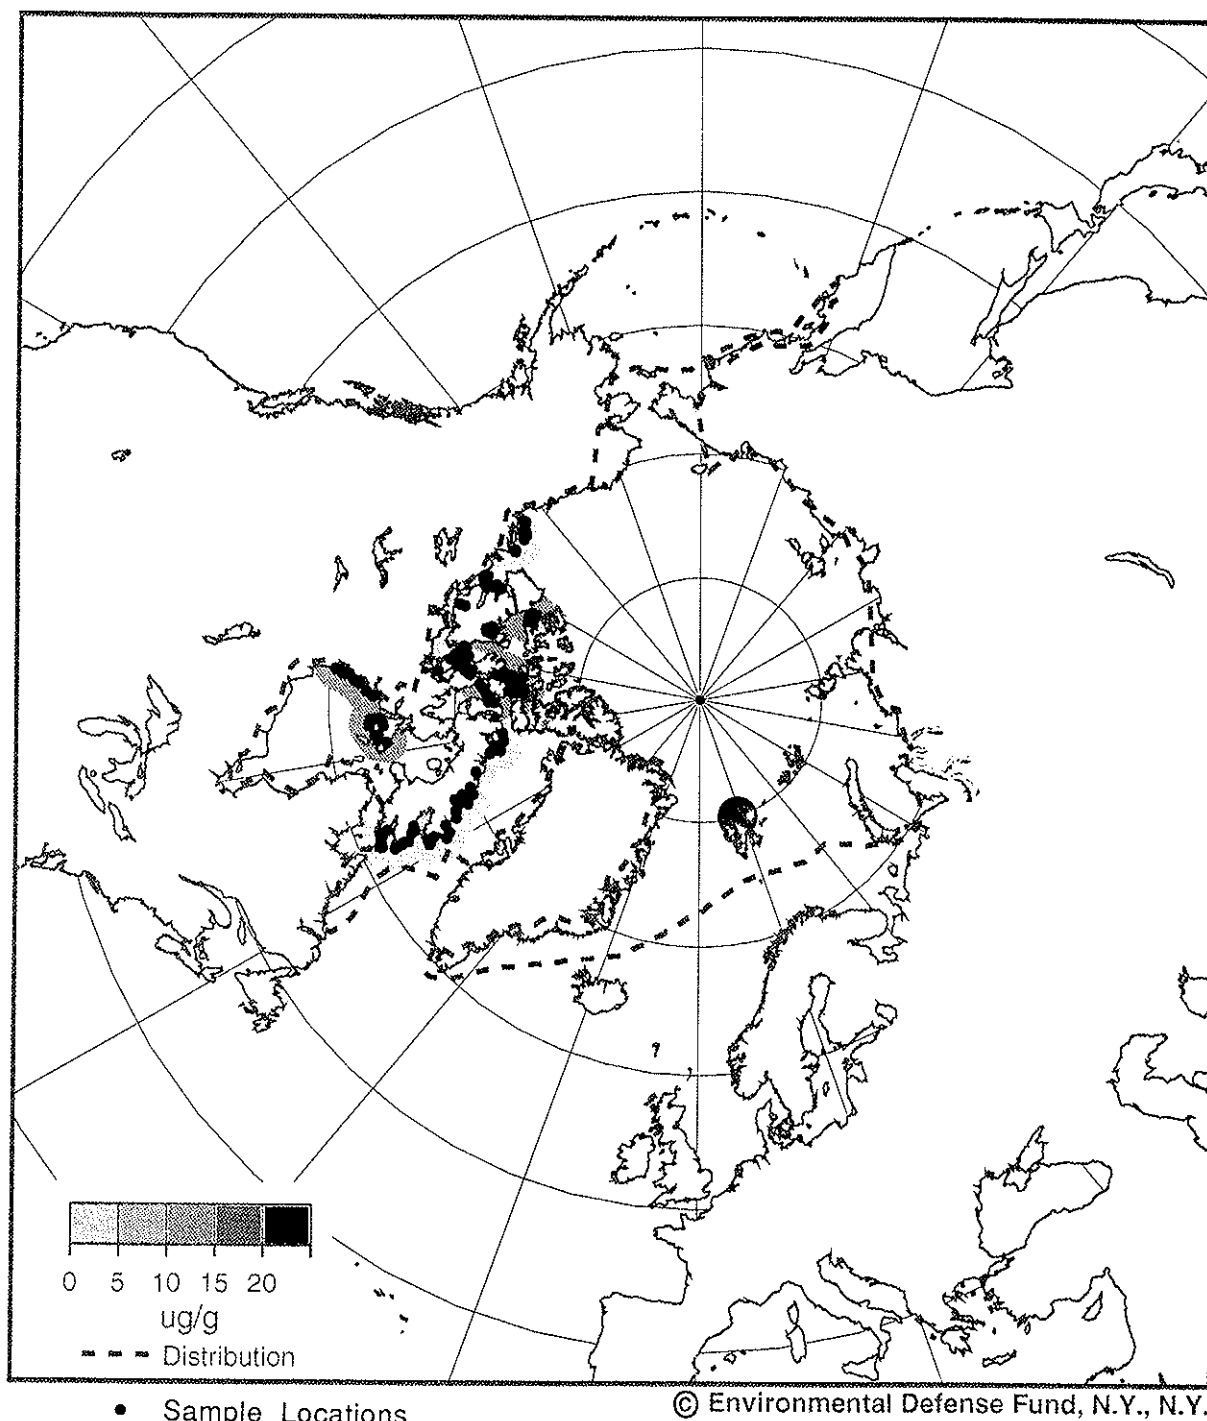 0 5 10 15 20
ug/g
Distribution
Sample Locations
© Environmental Defense Fund, N.Y., N.Y.